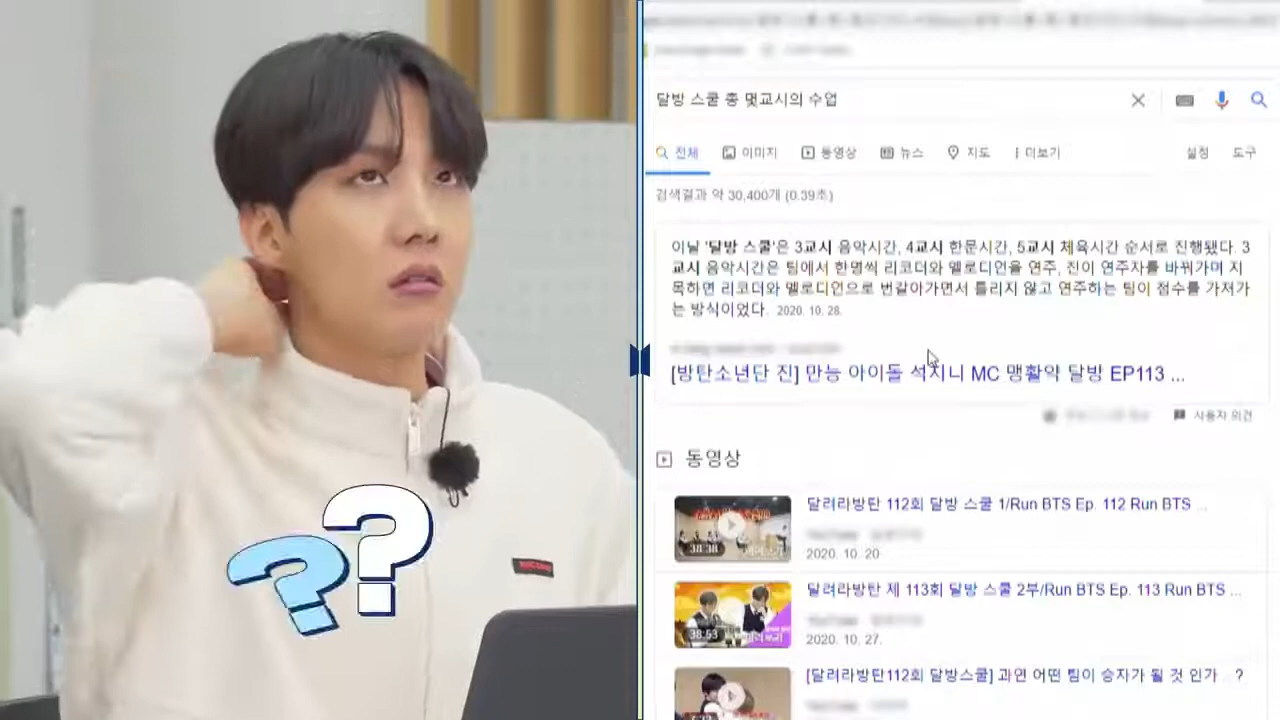 ??
달방 스쿨 총 몇교시의 수업
전체 이미지 동영상 뉴스 지도 더보기 설정 도구
검색결과 약 30,400개 (0.39초)
이날 '달방 스쿨'은 3교시 음악시간, 4교시 한문시간, 5교시 체육시간 순서로 진행됐다. 3
교시 음악시간은 팀에서 한명씩 리코더와 멜로디언을 연주, 진이 연주자를 바꿔가며 지
목하면 리코더와 멜로디언으로 번갈아가면서 틀리지 않고 연주하는 팀이 점수를 가져가
는 방식이었다. 2020. 10. 28.
[방탄소년단 진] 만능 아이돌 석지니 MC 맹활약 달방 EP113 ...
사용자 의견
동영상
달려라방탄 112회 달방 스쿨 1/Run BTS Ep. 112 Run BTS ...
38:38
2020. 10. 20
달려라방탄 제 113회 달방 스쿨 2부/Run BTS Ep. 113 Run BTS ...
38:53
2020. 10. 27.
[달려라방탄112회 달방스쿨] 과연 어떤 팀이 승자가 될 것 인가...?